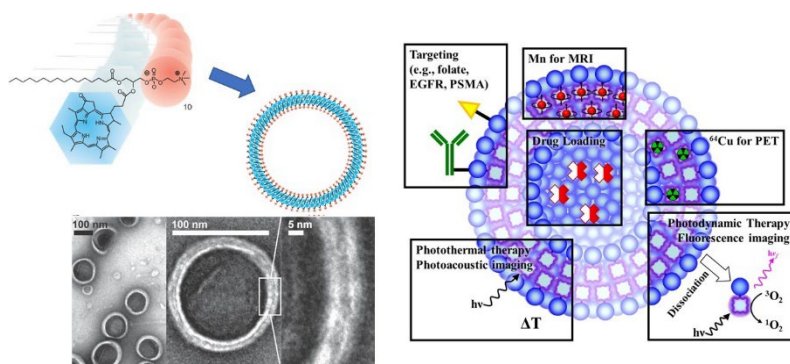 10
100 nm
100 nm
5 nm
Targeting
(e.g., folate,
EGFR, PSMA)
Mn for MRI
Drug Loading
⁶⁴Cu for PET
Photothermal therapy
Photoacoustic imaging
hν
ΔT
Photodynamic Therapy
Fluorescence imaging
Dissociation
hν
hν
³O₂
¹O₂